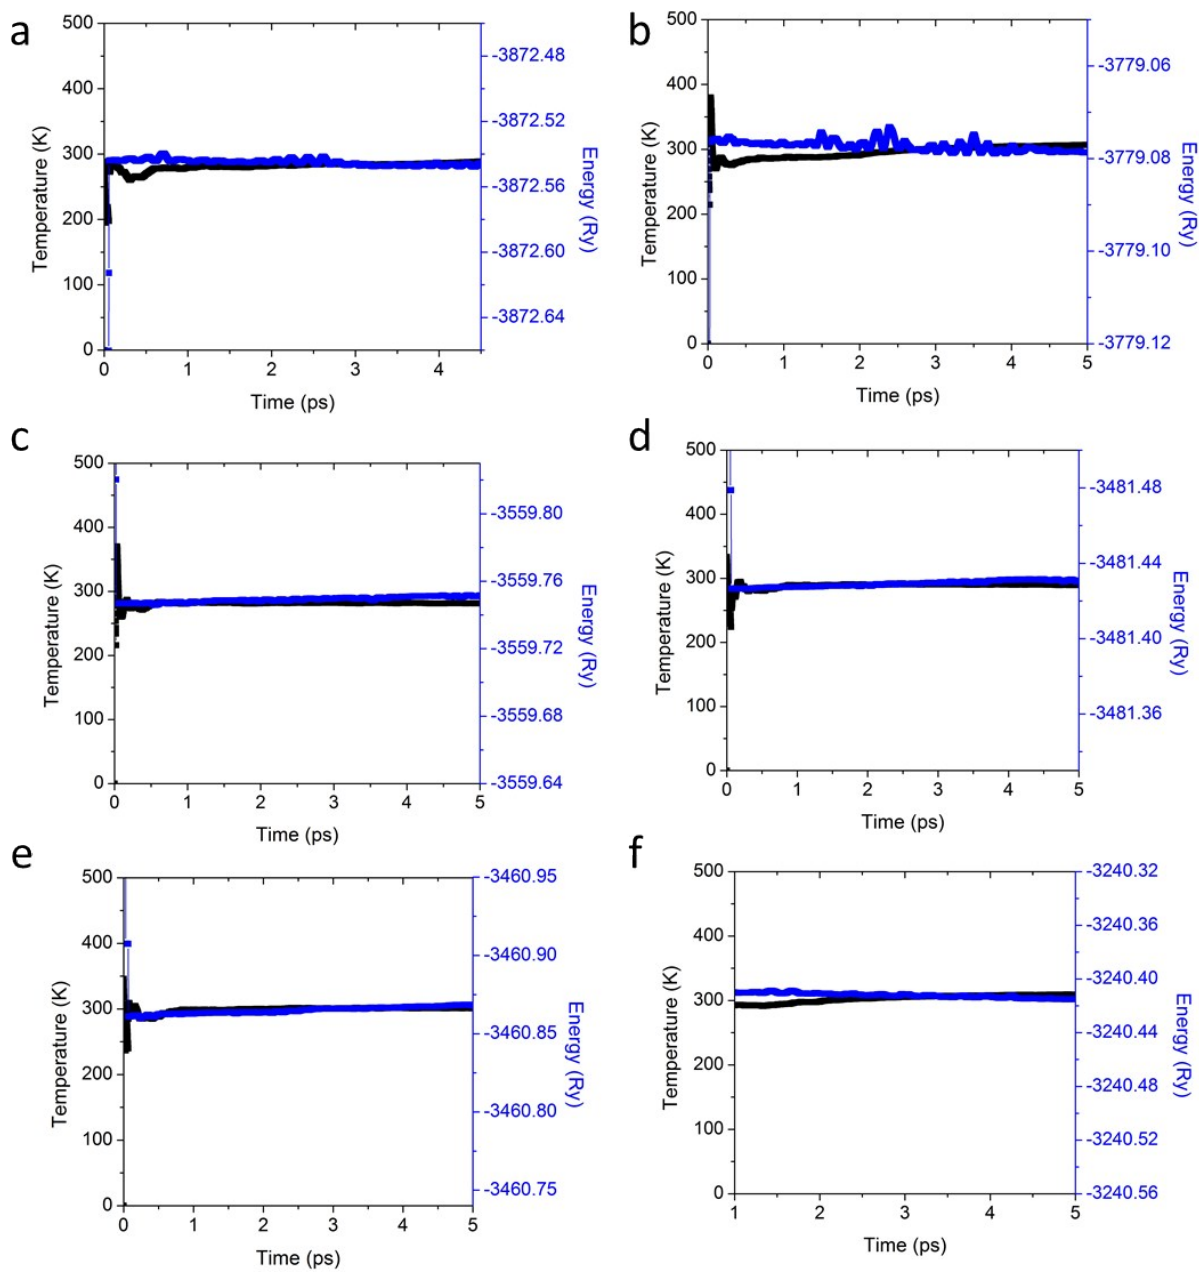 a
500
400
300
200
100
0
Temperature (K)
0 1 2 3 4
Time (ps)
-3872.48
-3872.52
-3872.56
-3872.60
-3872.64
Energy (Ry)
b
500
400
300
200
100
0
Temperature (K)
0 1 2 3 4 5
Time (ps)
-3779.06
-3779.08
-3779.10
-3779.12
Energy (Ry)
c
500
400
300
200
100
0
Temperature (K)
0 1 2 3 4 5
Time (ps)
-3559.80
-3559.76
-3559.72
-3559.68
-3559.64
Energy (Ry)
d
500
400
300
200
100
0
Temperature (K)
0 1 2 3 4 5
Time (ps)
-3481.48
-3481.44
-3481.40
-3481.36
Energy (Ry)
e
500
400
300
200
100
0
Temperature (K)
0 1 2 3 4 5
Time (ps)
-3460.95
-3460.90
-3460.85
-3460.80
-3460.75
Energy (Ry)
f
500
400
300
200
100
0
Temperature (K)
1 2 3 4 5
Time (ps)
-3240.32
-3240.36
-3240.40
-3240.44
-3240.48
-3240.52
-3240.56
Energy (Ry)